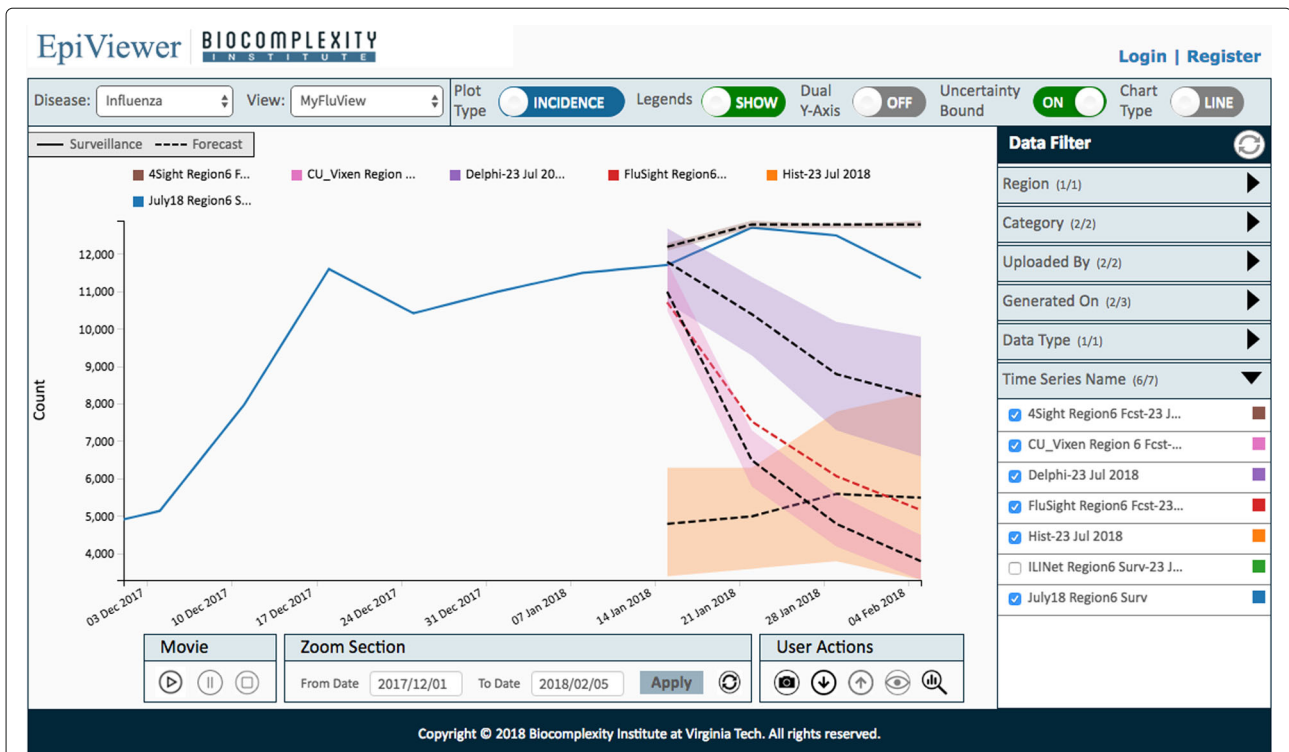 EpiViewer BIOCOMPLEXITY
INSTITUTE
Login | Register
Disease: Influenza View: MyFluView Plot Type INCIDENCE Legends SHOW Dual Y-Axis OFF Uncertainty Bound ON Chart Type LINE
Surveillance Forecast
4Sight Region6 F... CU_Vixen Region ... Delphi-23 Jul 20... FluSight Region6... Hist-23 Jul 2018
July18 Region6 S...
12,000
11,000
10,000
9,000
8,000
7,000
6,000
5,000
4,000
Count
03 Dec 2017 10 Dec 2017 17 Dec 2017 24 Dec 2017 31 Dec 2017 07 Jan 2018 14 Jan 2018 21 Jan 2018 28 Jan 2018 04 Feb 2018
Data Filter
Region (1/1)
Category (2/2)
Uploaded By (2/2)
Generated On (2/3)
Data Type (1/1)
Time Series Name (6/7)
4Sight Region6 Fcst-23 J...
CU_Vixen Region 6 Fcst-...
Delphi-23 Jul 2018
FluSight Region6 Fcst-23...
Hist-23 Jul 2018
ILINet Region6 Surv-23 J...
July18 Region6 Surv
Movie
Zoom Section
From Date 2017/12/01 To Date 2018/02/05 Apply
User Actions
Copyright © 2018 Biocomplexity Institute at Virginia Tech. All rights reserved.